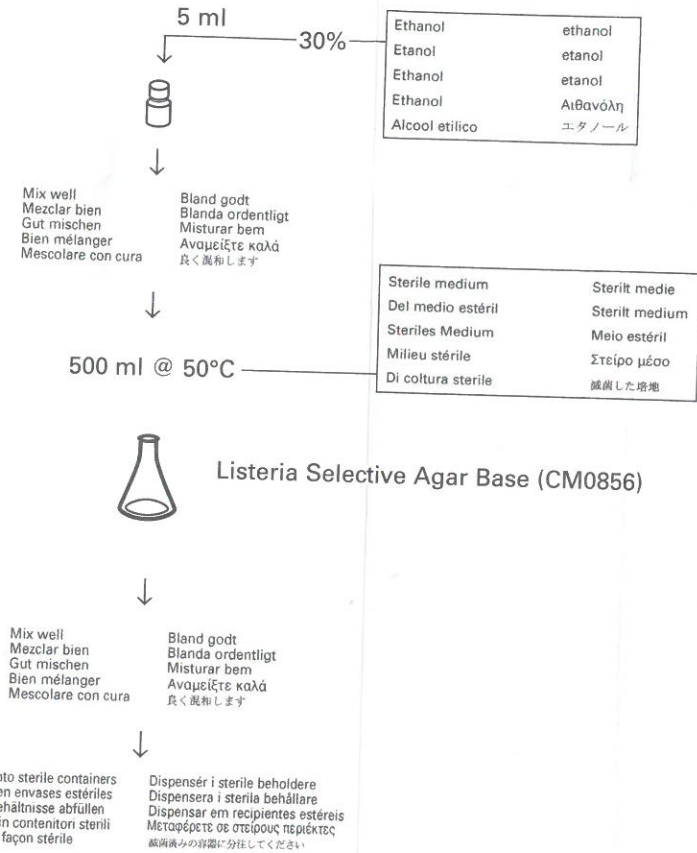 5 ml
30%
Ethanol ethanol
Etanol etanol
Ethanol etanol
Ethanol Αιθανόλη
Alcool etilico エタノール
Mix well
Mezclar bien
Gut mischen
Bien mélanger
Mescolare con cura
Bland godt
Blanda ordentligt
Misturar bem
Αναμείξτε καλά
良く混和します
Sterile medium Sterilt medie
Del medio estéril Sterilt medium
Steriles Medium Meio estéril
Milieu stérile Στείρο μέσο
Di coltura sterile 滅菌した培地
500 ml @ 50°C
Listeria Selective Agar Base (CM0856)
Mix well
Mezclar bien
Gut mischen
Bien mélanger
Mescolare con cura
Bland godt
Blanda ordentligt
Misturar bem
Αναμείξτε καλά
良く混和します
sterile containers
en envases estériles
abfüllen
in contenitori sterili
façon stérile
Dispensér i sterile beholdere
Dispensera i sterila behållare
Dispensar em recipientes estéreis
Μεταφέρετε σε στείρους περιέκτες
滅菌済みの容器に分注してください